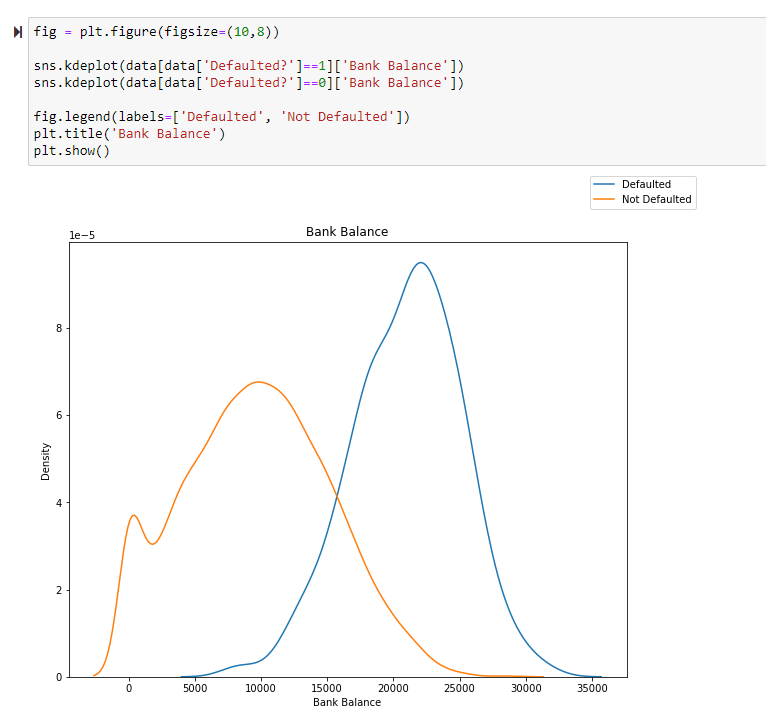 fig = plt.figure(figsize=(10,8))
sns.kdeplot(data[data['Defaulted?']==1]['Bank Balance'])
sns.kdeplot(data[data['Defaulted?']==0]['Bank Balance'])
fig.legend(labels=['Defaulted', 'Not Defaulted'])
plt.title('Bank Balance')
plt.show()
Defaulted
Not Defaulted
Bank Balance
1e−5
8
6
4
2
0
Density
0 5000 10000 15000 20000 25000 30000 35000
Bank Balance